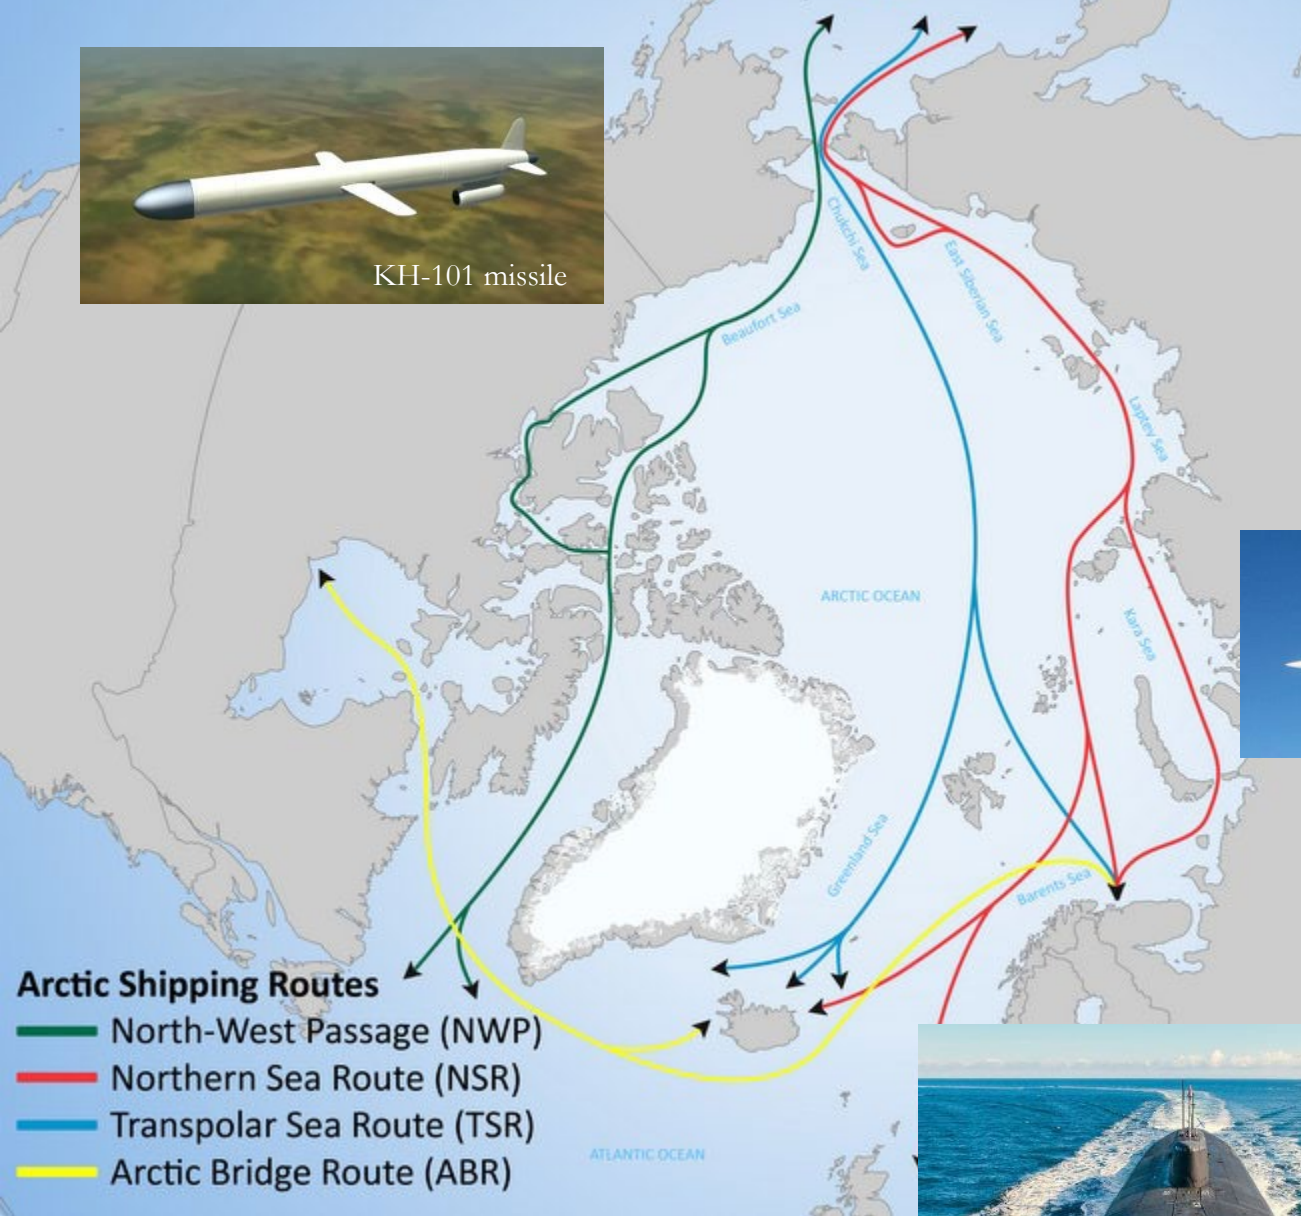 KH-101 missile
Chukchi Sea
East Siberian Sea
Beaufort Sea
Laptev Sea
ARCTIC OCEAN
Kara Sea
Greenland Sea
Barents Sea
Arctic Shipping Routes
North-West Passage (NWP)
Northern Sea Route (NSR)
Transpolar Sea Route (TSR)
Arctic Bridge Route (ABR)
ATLANTIC OCEAN